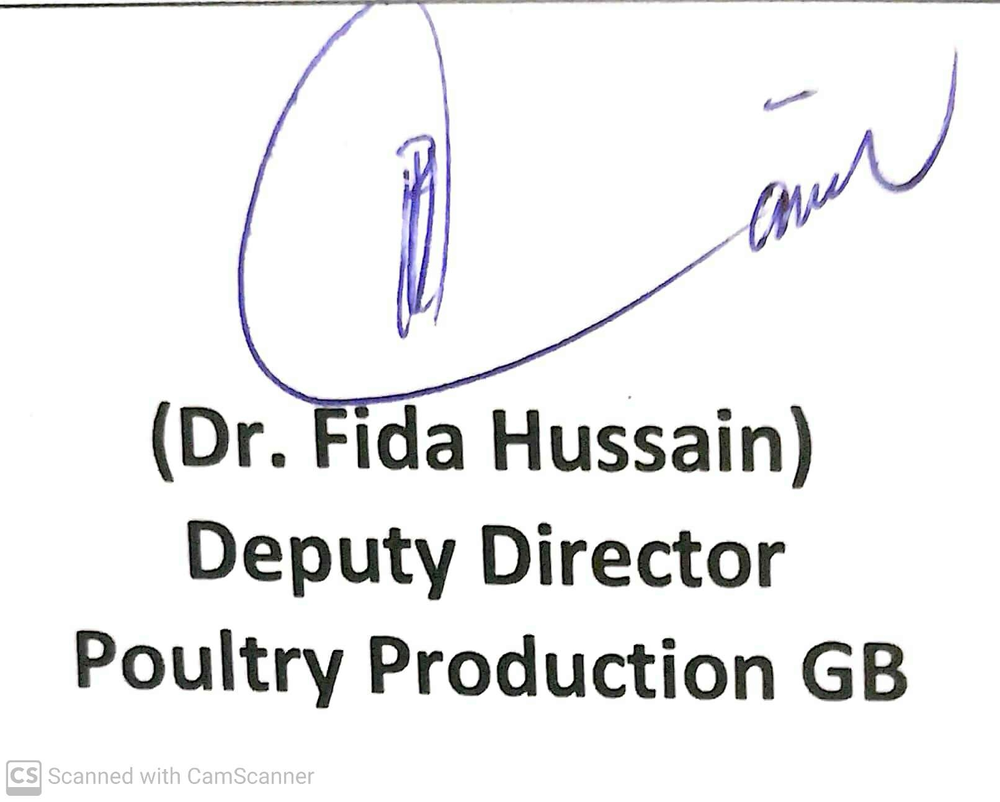 (Dr. Fida Hussain)
Deputy Director
Poultry Production GB
CS Scanned with CamScanner